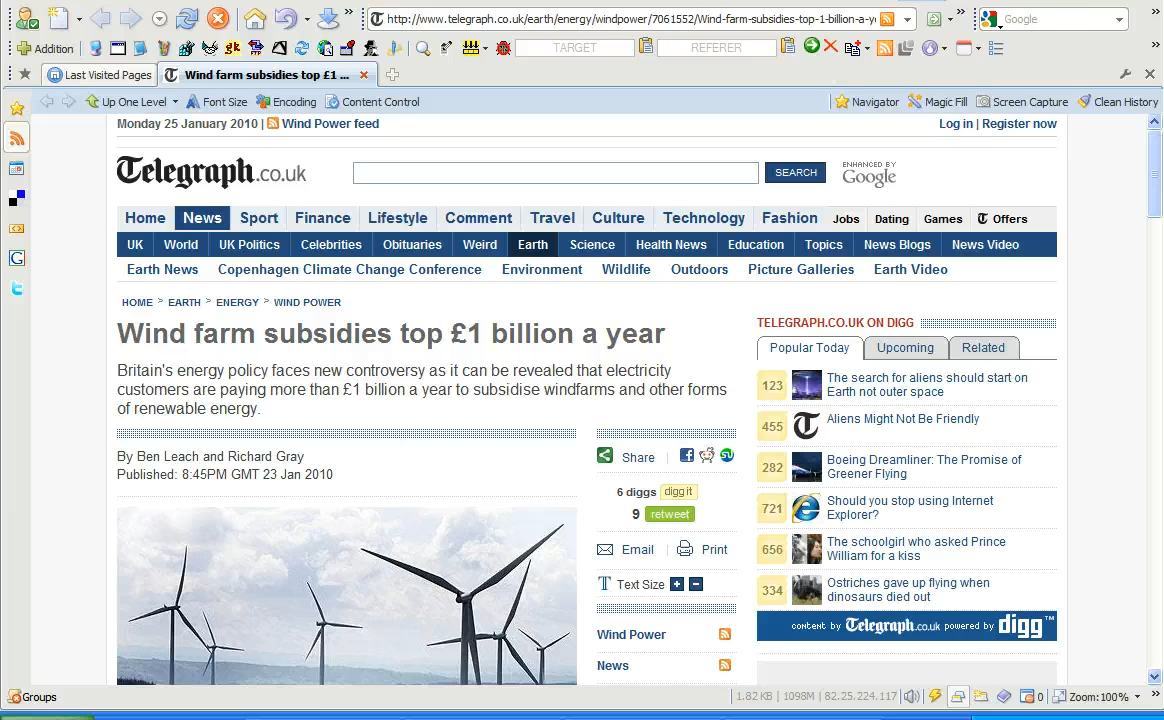 http://www.telegraph.co.uk/earth/energy/windpower/7061552/Wind-farm-subsidies-top-1-billion-a-ye
Google
Addition
gk
TARGET
REFERER
Last Visited Pages
Wind farm subsidies top £1 ...
Up One Level
Font Size
Encoding
Content Control
Navigator
Magic Fill
Screen Capture
Clean History
Monday 25 January 2010 |
Wind Power feed
Log in | Register now
Telegraph.co.uk
SEARCH
ENHANCED BY
Google
Home
News
Sport
Finance
Lifestyle
Comment
Travel
Culture
Technology
Fashion
Jobs
Dating
Games
Offers
UK
World
UK Politics
Celebrities
Obituaries
Weird
Earth
Science
Health News
Education
Topics
News Blogs
News Video
Earth News
Copenhagen Climate Change Conference
Environment
Wildlife
Outdoors
Picture Galleries
Earth Video
HOME > EARTH > ENERGY > WIND POWER
Wind farm subsidies top £1 billion a year
Britain's energy policy faces new controversy as it can be revealed that electricity
customers are paying more than £1 billion a year to subsidise windfarms and other forms
of renewable energy.
By Ben Leach and Richard Gray
Published: 8:45PM GMT 23 Jan 2010
Share
6 diggs
digg it
9
retweet
Email
Print
Text Size
Wind Power
News
TELEGRAPH.CO.UK ON DIGG
Popular Today
Upcoming
Related
123
The search for aliens should start on
Earth not outer space
455
Aliens Might Not Be Friendly
282
Boeing Dreamliner: The Promise of
Greener Flying
721
Should you stop using Internet
Explorer?
656
The schoolgirl who asked Prince
William for a kiss
334
Ostriches gave up flying when
dinosaurs died out
content by Telegraph.co.uk powered by digg™
Groups
1.82 KB | 1098M | 82.25.224.117
0
Zoom:100%